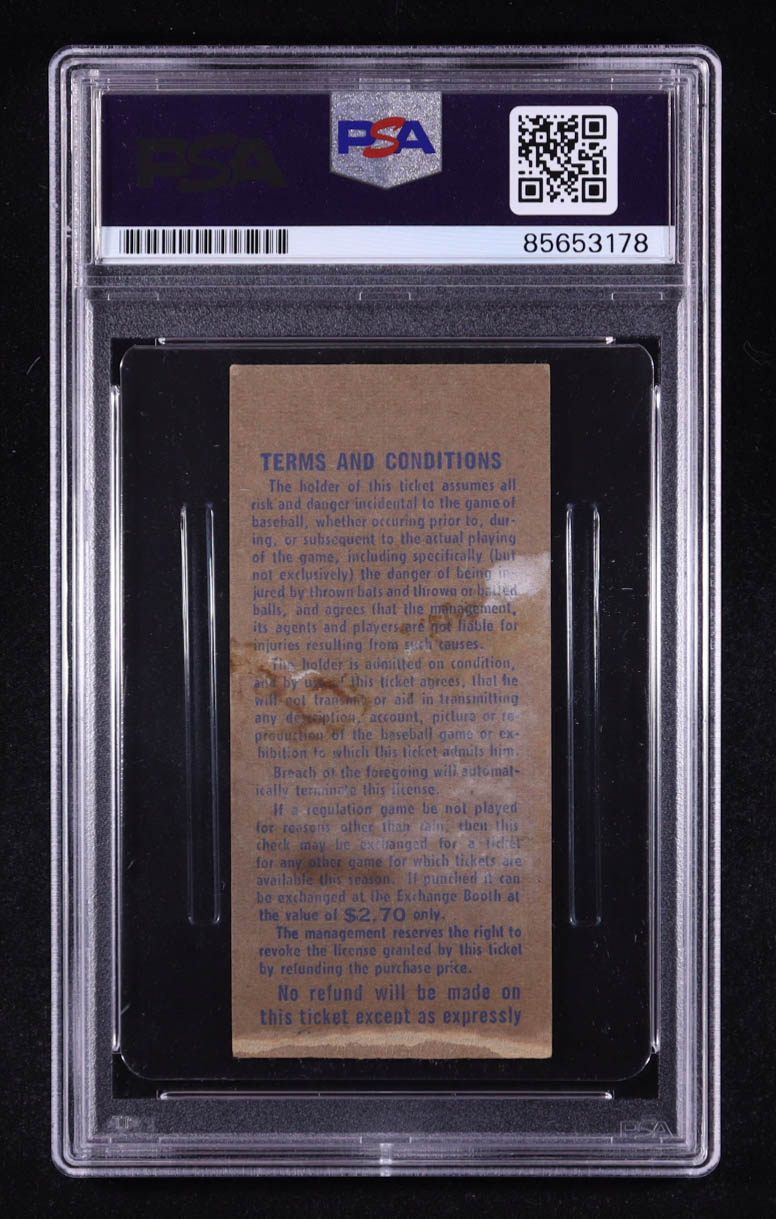 PSA
PSA
85653178
TERMS AND CONDITIONS
The holder of this ticket assumes all
risk and danger incidental to the game of
baseball, whether occuring prior to, dur-
ing, or subsequent to the actual playing
of the game, including specifically (but
not exclusively) the danger of being in-
jured by thrown bats and thrown or batted
balls, and agrees that the management,
its agents and players are not liable for
injuries resulting from such causes.
The holder is admitted on condition,
and by use of this ticket agrees, that he
will not transmit or aid in transmitting
any description, account, picture or re-
production of the baseball game or ex-
hibition to which this ticket admits him.
Breach of the foregoing will automat-
ically terminate this license.
If a regulation game be not played
for reasons other than rain, then this
check may be exchanged for a ticket
for any other game for which tickets are
available this season. If punched it can
be exchanged at the Exchange Booth at
the value of $2.70 only.
The management reserves the right to
revoke the license granted by this ticket
by refunding the purchase price.
No refund will be made on
this ticket except as expressly
PSA